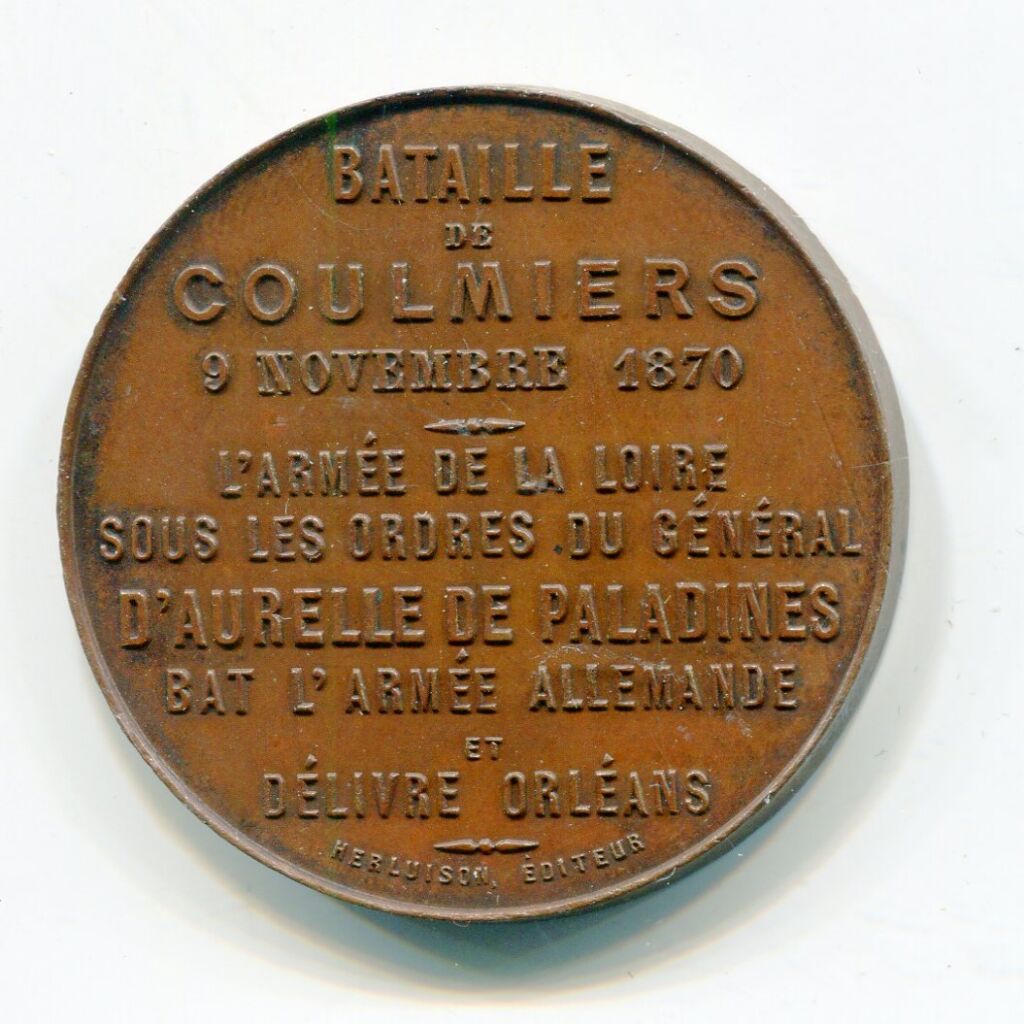 BATAILLE
DE
COULMIERS
9 NOVEMBRE 1870
L'ARMÉE DE LA LOIRE
SOUS LES ORDRES DU GÉNÉRAL
D'AURELLE DE PALADINES
BAT L'ARMÉE ALLEMANDE
ET
DÉLIVRE ORLÉANS
HERLUISON, ÉDITEUR